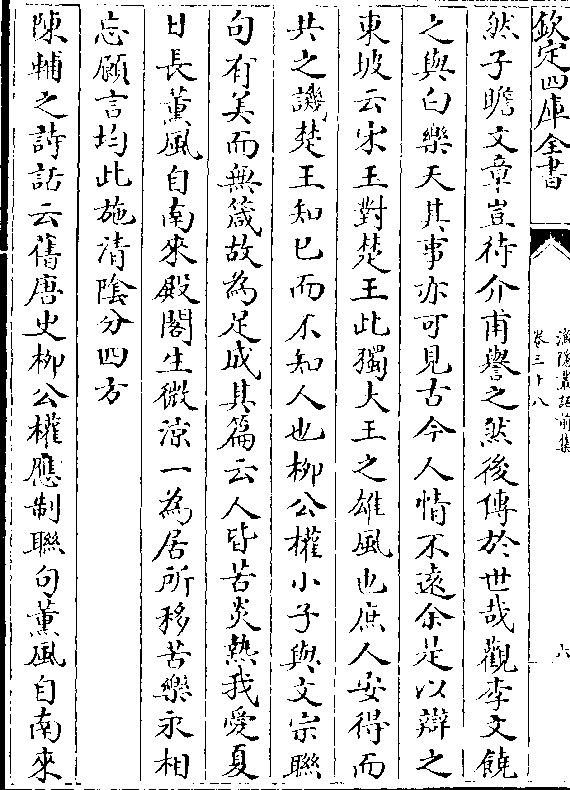 欽定四庫全書
漁隱叢話前集
卷三十八
六
然子瞻文章豈待介甫譽之然後傳於世哉觀李文饒
之與白樂天其事亦可見古今人情不遠余是以辯之
東坡云宋玉對楚王此獨大王之雄風也庶人安得而
共之譏楚王知已而不知人也栁公權小子與文宗聯
句有美而無箴故為足成其篇云人皆苦炎熱我愛夏
日長薰風自南來殿閣生微涼一為居所移苦樂永相
忘願言均此施清陰分四方
陳輔之詩話云舊唐史栁公權應制聯句薰風自南來